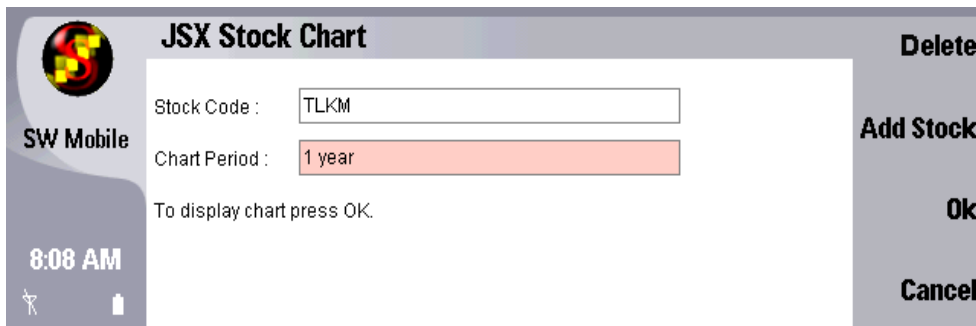 JSX Stock Chart
Stock Code :
TLKM
Chart Period :
1 year
To display chart press OK.
SW Mobile
8:08 AM
Delete
Add Stock
Ok
Cancel